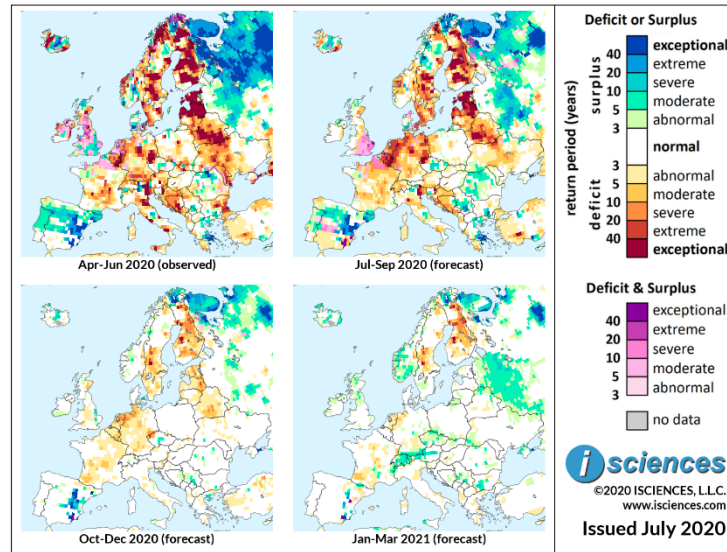 Apr-Jun 2020 (observed)
Jul-Sep 2020 (forecast)
Oct-Dec 2020 (forecast)
Jan-Mar 2021 (forecast)
Deficit or Surplus
return period (years)
surplus
deficit
exceptional
40
extreme
20
severe
10
moderate
5
abnormal
3
normal
3
abnormal
5
moderate
10
severe
20
extreme
40
exceptional
Deficit & Surplus
exceptional
40
extreme
20
severe
10
moderate
5
abnormal
3
no data
i sciences
©2020 ISCIENCES, L.L.C.
www.isciences.com
Issued July 2020